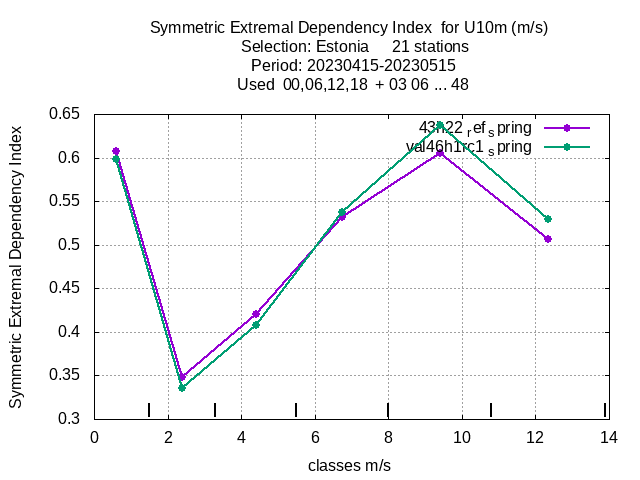 Symmetric Extremal Dependency Index for U10m (m/s)
Selection: Estonia 21 stations
Period: 20230415-20230515
Used 00,06,12,18 + 03 06 ... 48
43h22_ref_spring
val46h1rc1_spring
Symmetric Extremal Dependency Index
0.65
0.6
0.55
0.5
0.45
0.4
0.35
0.3
0 2 4 6 8 10 12 14
classes m/s